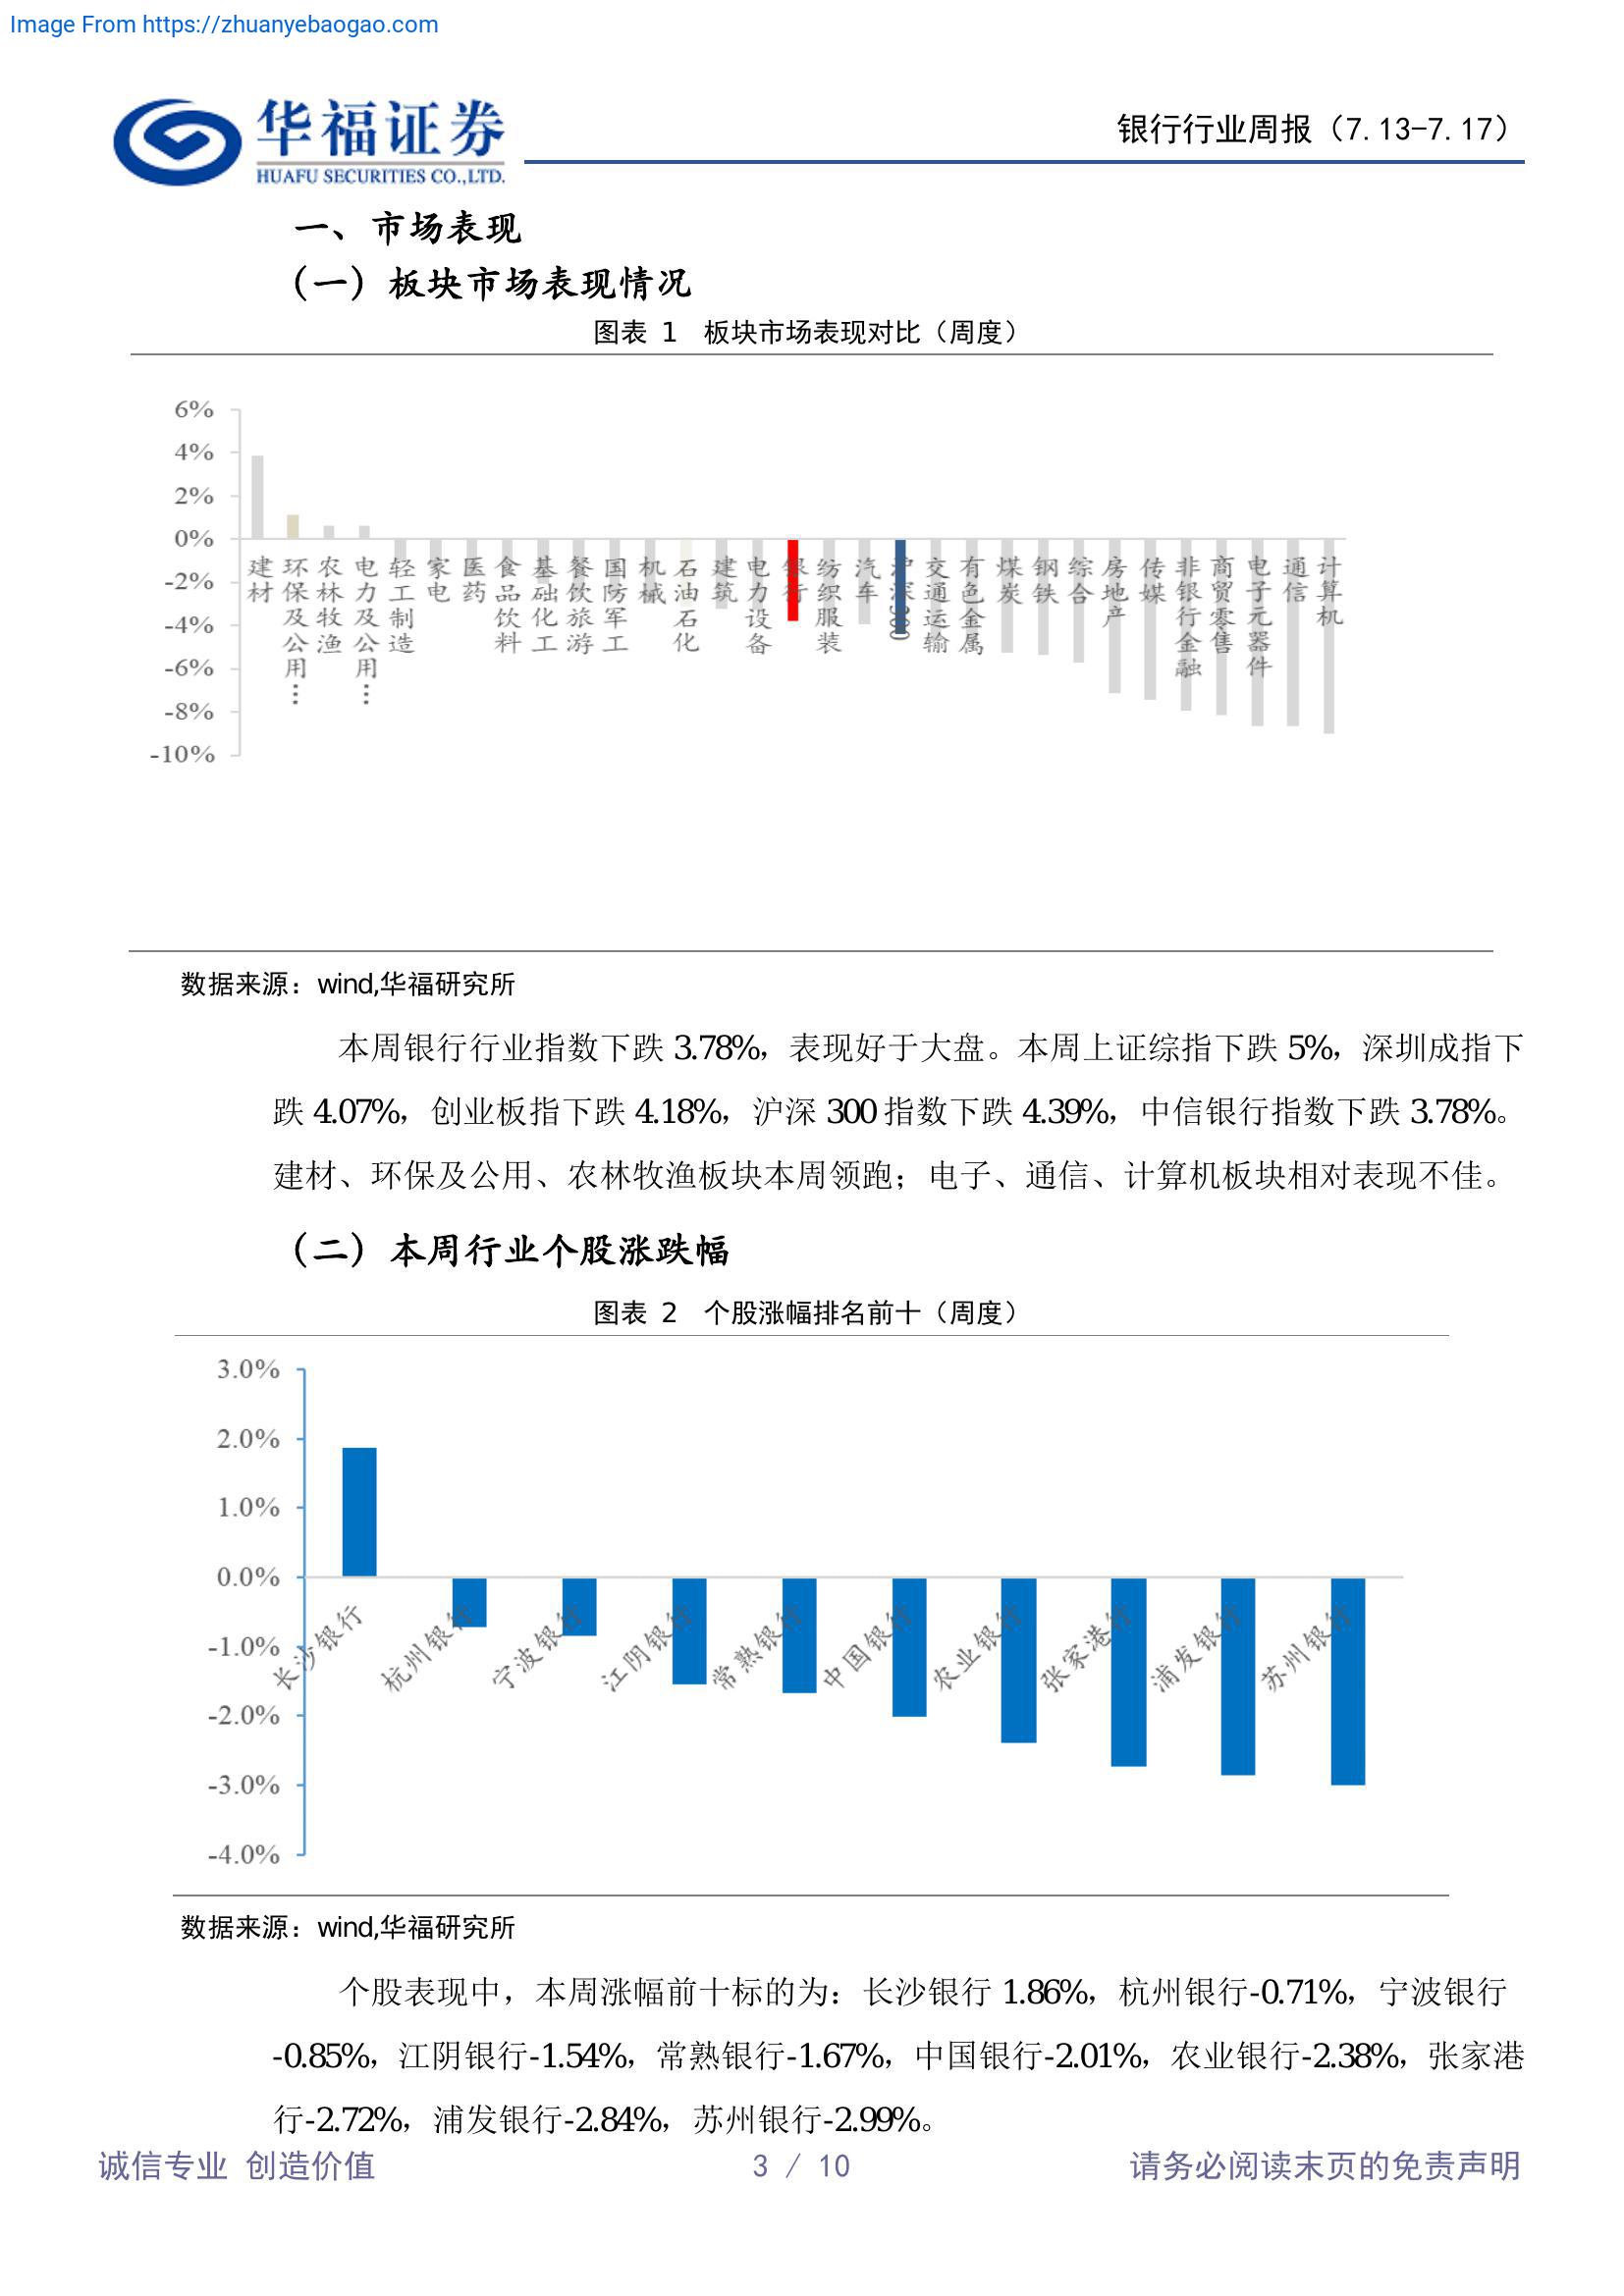 Image From https://zhuanyebaogao.com
华福证券
HUAFU SECURITIES CO.,LTD.
银行行业周报（7.13-7.17）
一、市场表现
（一）板块市场表现情况
图表 1 板块市场表现对比（周度）
6%
4%
2%
0%
-2%
-4%
-6%
-8%
-10%
建材
环保及公用…
农林牧渔
电力及公用…
轻工制造
家电
医药
食品饮料
基础化工
餐饮旅游
国防军工
机械
石油石化
建筑
电力设备
银行
纺织服装
汽车
沪深300
交通运输
有色金属
煤炭
钢铁
综合
房地产
传媒
非银行金融
商贸零售
电子元器件
通信
计算机
数据来源：wind,华福研究所
本周银行行业指数下跌 3.78%，表现好于大盘。本周上证综指下跌 5%，深圳成指下
跌 4.07%，创业板指下跌 4.18%，沪深 300 指数下跌 4.39%，中信银行指数下跌 3.78%。
建材、环保及公用、农林牧渔板块本周领跑；电子、通信、计算机板块相对表现不佳。
（二）本周行业个股涨跌幅
图表 2 个股涨幅排名前十（周度）
3.0%
2.0%
1.0%
0.0%
-1.0%
-2.0%
-3.0%
-4.0%
长沙银行
杭州银行
宁波银行
江阴银行
常熟银行
中国银行
农业银行
张家港行
浦发银行
苏州银行
数据来源：wind,华福研究所
个股表现中，本周涨幅前十标的为：长沙银行 1.86%，杭州银行-0.71%，宁波银行
-0.85%，江阴银行-1.54%，常熟银行-1.67%，中国银行-2.01%，农业银行-2.38%，张家港
行-2.72%，浦发银行-2.84%，苏州银行-2.99%。
诚信专业 创造价值
3 / 10
请务必阅读末页的免责声明